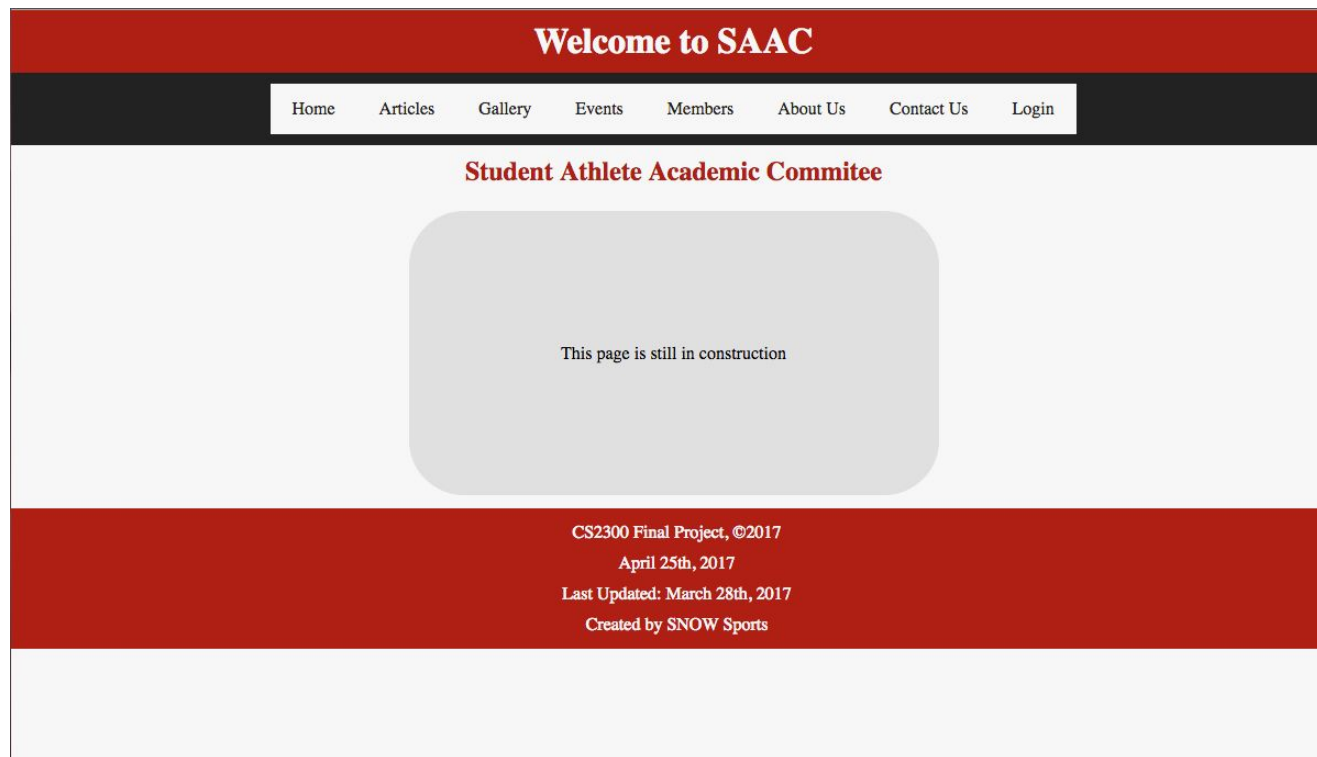 Welcome to SAAC
Home Articles Gallery Events Members About Us Contact Us Login
Student Athlete Academic Commitee
This page is still in construction
CS2300 Final Project, ©2017
April 25th, 2017
Last Updated: March 28th, 2017
Created by SNOW Sports